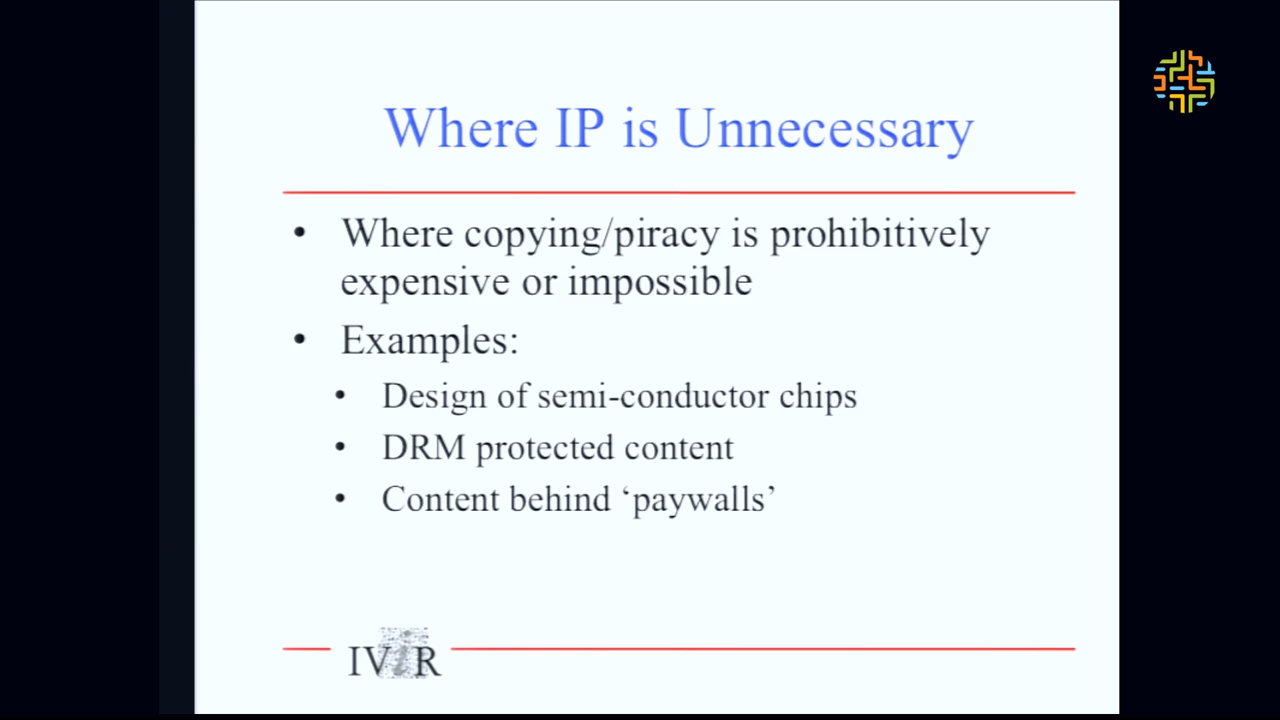 Where IP is Unnecessary
• Where copying/piracy is prohibitively
expensive or impossible
• Examples:
• Design of semi-conductor chips
• DRM protected content
• Content behind ‘paywalls’
IViR